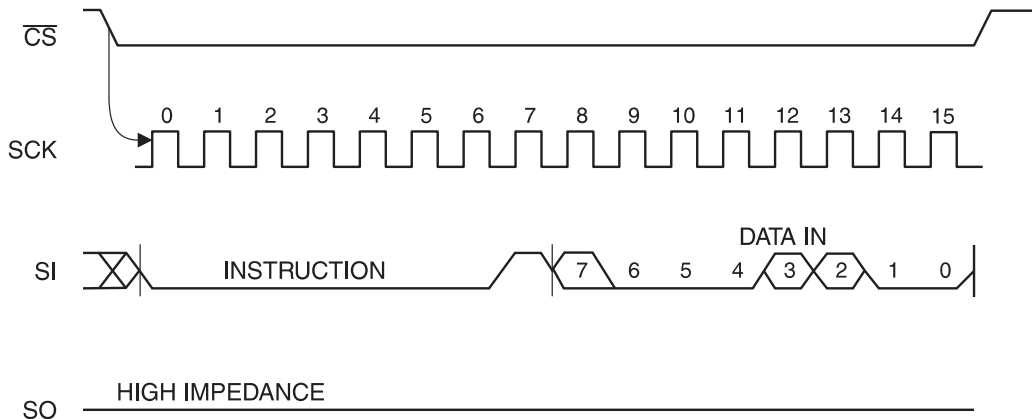 CS
0 1 2 3 4 5 6 7 8 9 10 11 12 13 14 15
SCK
DATA IN
SI INSTRUCTION 7 6 5 4 3 2 1 0
HIGH IMPEDANCE
SO